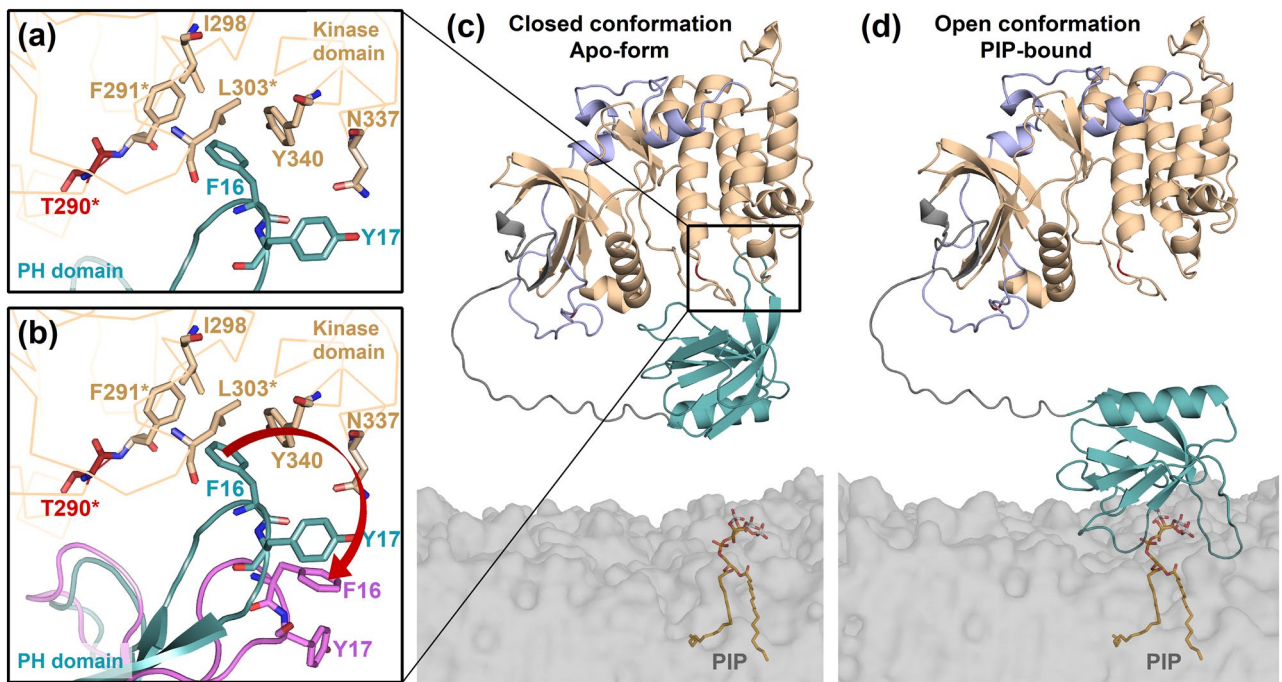 (a)
I298
Kinase
domain
F291*
L303*
N337
Y340
T290*
F16
Y17
PH domain
(b)
I298
Kinase
domain
F291*
L303*
N337
Y340
T290*
F16
Y17
F16
Y17
PH domain
(c)
Closed conformation
Apo-form
PIP
(d)
Open conformation
PIP-bound
PIP